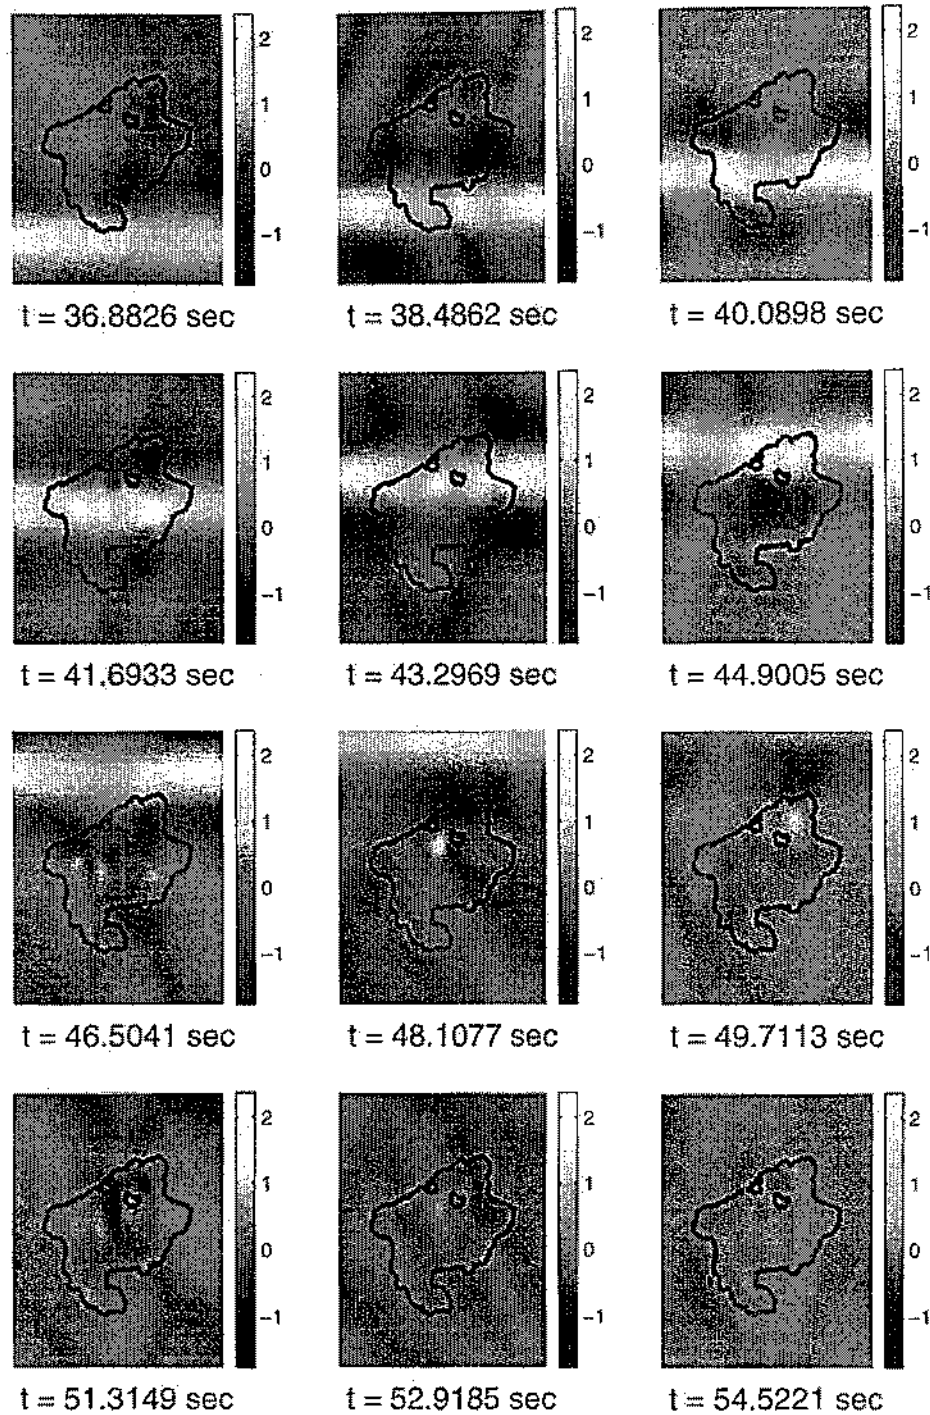 2 2 2
1 1 1
0 0 0
-1 -1 -1
t = 36.8826 sec t = 38.4862 sec t = 40.0898 sec
2 2 2
1 1 1
0 0 0
-1 -1 -1
t = 41.6933 sec t = 43.2969 sec t = 44.9005 sec
2 2 2
1 1 1
0 0 0
-1 -1 -1
t = 46.5041 sec t = 48.1077 sec t = 49.7113 sec
2 2 2
1 1 1
0 0 0
-1 -1 -1
t = 51.3149 sec t = 52.9185 sec t = 54.5221 sec